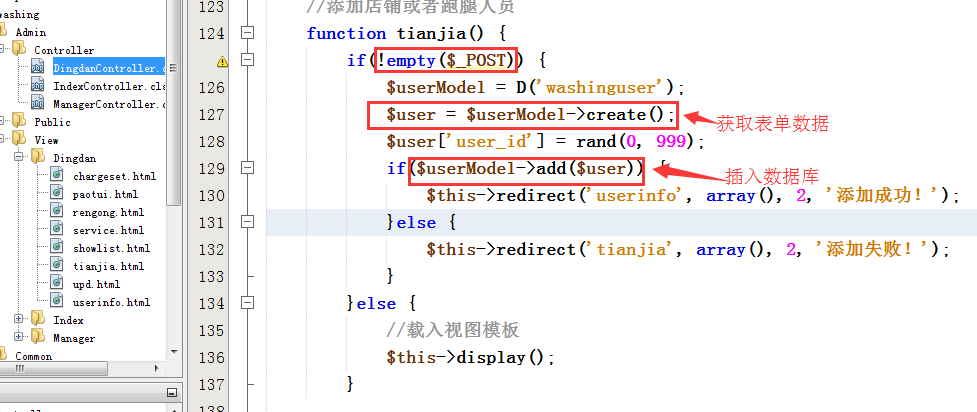 washing
Admin
Controller
DingdanController.c
IndexController.cla
ManagerController.c
Public
View
Dingdan
chargeset.html
paotui.html
rengong.html
service.html
showlist.html
tianjia.html
upd.html
userinfo.html
Index
Manager
Common
123 //添加店铺或者跑腿人员
124 function tianjia() {
if(!empty($_POST)) {
126 $userModel = D('washinguser');
127 $user = $userModel->create();
获取表单数据
128 $user['user_id'] = rand(0, 999);
129 if($userModel->add($user)) {
插入数据库
130 $this->redirect('userinfo', array(), 2, '添加成功!');
131 }else {
132 $this->redirect('tianjia', array(), 2, '添加失败!');
133 }
134 }else {
135 //载入视图模板
136 $this->display();
137 }
138